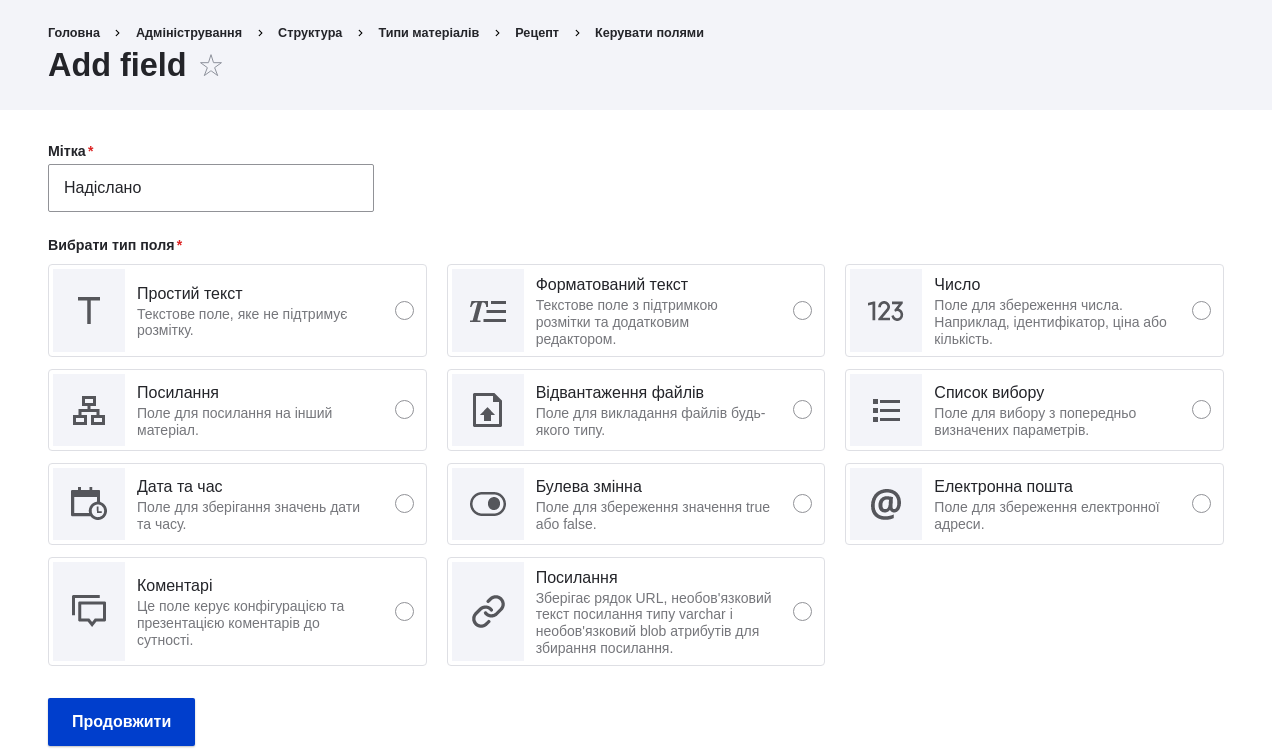 Головна › Адміністрування › Структура › Типи матеріалів › Рецепт › Керувати полями
Add field
Мітка*
Надіслано
Вибрати тип поля*
Простий текст
Текстове поле, яке не підтримує
розмітку.
Форматований текст
Текстове поле з підтримкою
розмітки та додатковим
редактором.
123
Число
Поле для збереження числа.
Наприклад, ідентифікатор, ціна або
кількість.
Посилання
Поле для посилання на інший
матеріал.
Відвантаження файлів
Поле для викладання файлів будь-
якого типу.
Список вибору
Поле для вибору з попередньо
визначених параметрів.
Дата та час
Поле для зберігання значень дати
та часу.
Булева змінна
Поле для збереження значення true
або false.
@
Електронна пошта
Поле для збереження електронної
адреси.
Коментарі
Це поле керує конфігурацією та
презентацією коментарів до
сутності.
Посилання
Зберігає рядок URL, необов'язковий
текст посилання типу varchar і
необов'язковий blob атрибутів для
збирання посилання.
Продовжити